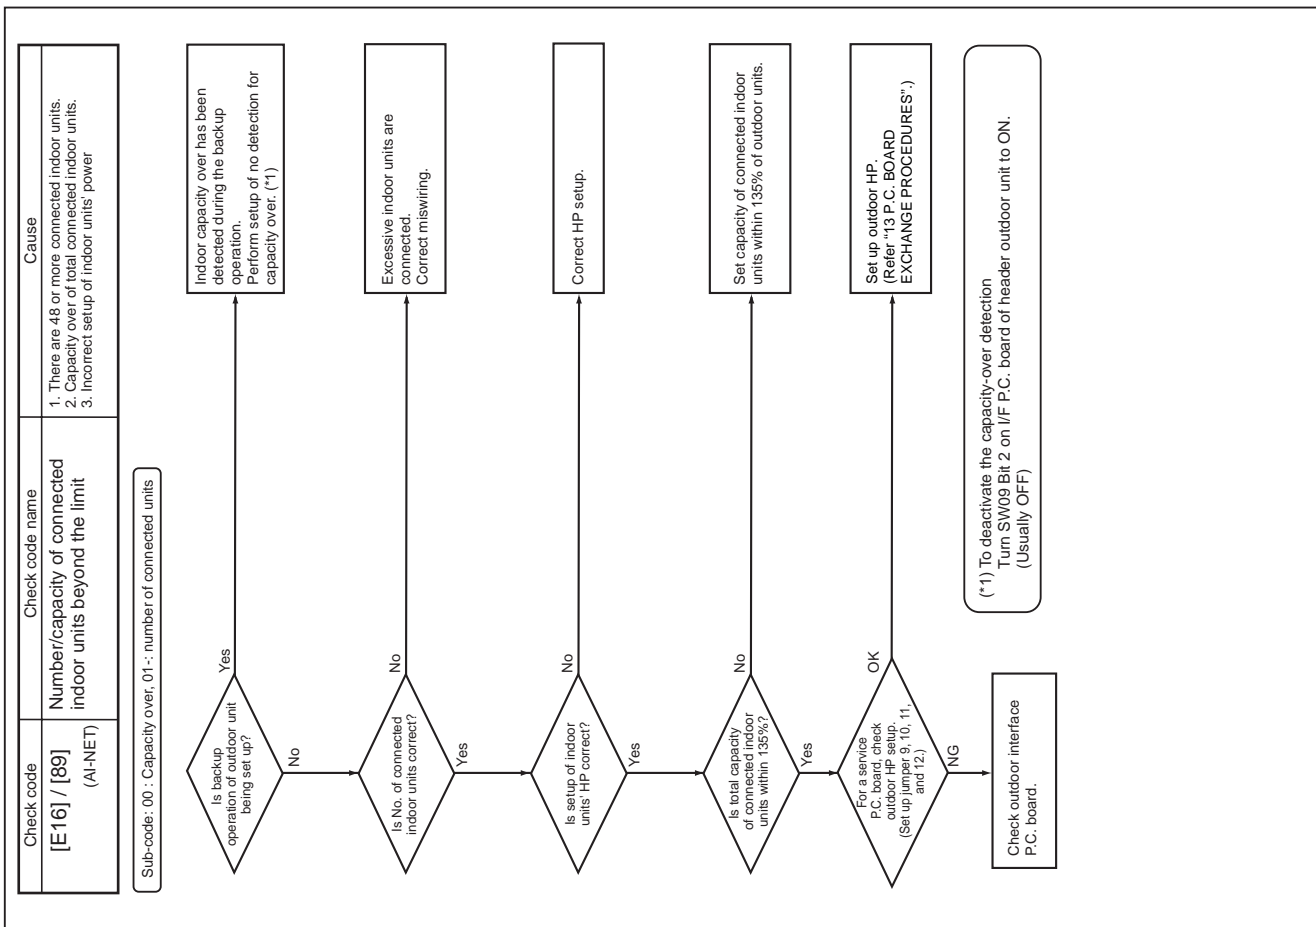 Check code
Check code name
Cause
[E16] / [89]
(AI-NET)
Number/capacity of connected
indoor units beyond the limit
1. There are 48 or more connected indoor units.
2. Capacity over of total connected indoor units.
3. Incorrect setup of indoor units' power
Sub-code: 00 : Capacity over, 01-: number of connected units
Is backup
operation of outdoor unit
being set up?
Yes
Indoor capacity over has been
detected during the backup
operation.
Perform setup of no detection for
capacity over. (*1)
No
Is No. of connected
indoor units correct?
No
Excessive indoor units are
connected.
Correct miswiring.
Yes
Is setup of indoor
units' HP correct?
No
Correct HP setup.
Yes
Is total capacity
of connected indoor
units within 135%?
No
Set capacity of connected indoor
units within 135% of outdoor units.
Yes
For a service
P.C. board, check
outdoor HP setup.
(Set up jumper 9, 10, 11,
and 12.)
OK
Set up outdoor HP.
(Refer “13 P.C. BOARD
EXCHANGE PROCEDURES”.)
NG
Check outdoor interface
P.C. board.
(*1) To deactivate the capacity-over detection
Turn SW09 Bit 2 on I/F P.C. board of header outdoor unit to ON.
(Usually OFF)